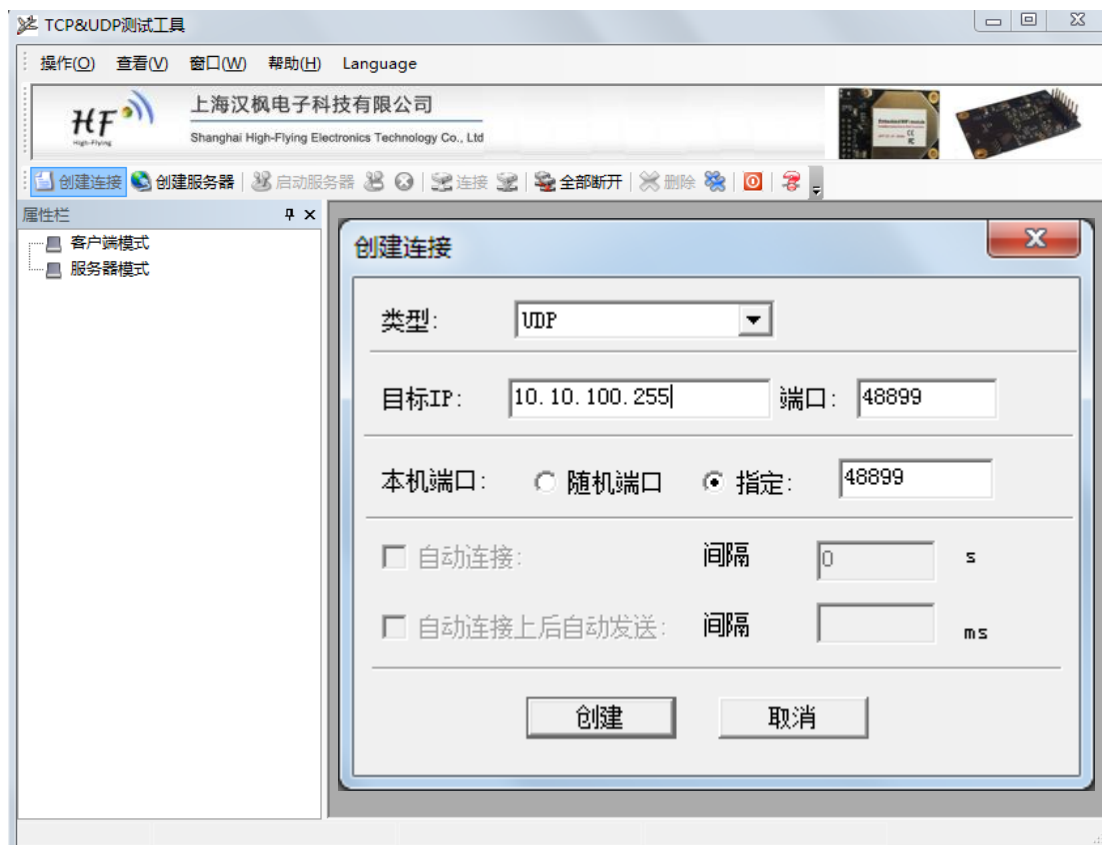 TCP&UDP测试工具
操作(O) 查看(V) 窗口(W) 帮助(H) Language
HF
High-Flying
上海汉枫电子科技有限公司
Shanghai High-Flying Electronics Technology Co., Ltd
创建连接 创建服务器 启动服务器 连接 全部断开 删除
属性栏
客户端模式
服务器模式
创建连接
类型: UDP
目标IP: 10.10.100.255 端口: 48899
本机端口: 随机端口 指定: 48899
自动连接: 间隔 0 s
自动连接上后自动发送: 间隔 ms
创建 取消